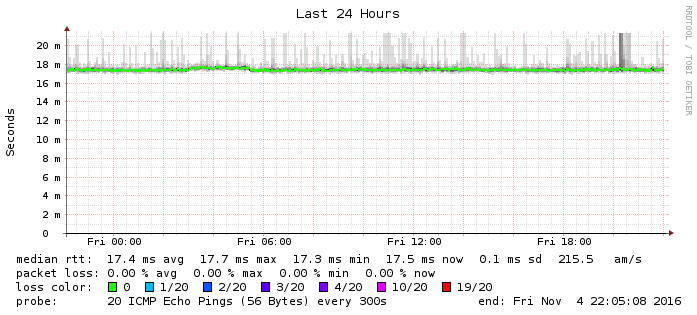 Last 24 Hours
RRDTOOL / TOBI OETIKER
Seconds
20 m
18 m
16 m
14 m
12 m
10 m
8 m
6 m
4 m
2 m
0
Fri 00:00 Fri 06:00 Fri 12:00 Fri 18:00
median rtt: 17.4 ms avg 17.7 ms max 17.3 ms min 17.5 ms now 0.1 ms sd 215.5 am/s
packet loss: 0.00 % avg 0.00 % max 0.00 % min 0.00 % now
loss color: 0 1/20 2/20 3/20 4/20 10/20 19/20
probe: 20 ICMP Echo Pings (56 Bytes) every 300s end: Fri Nov 4 22:05:08 2016